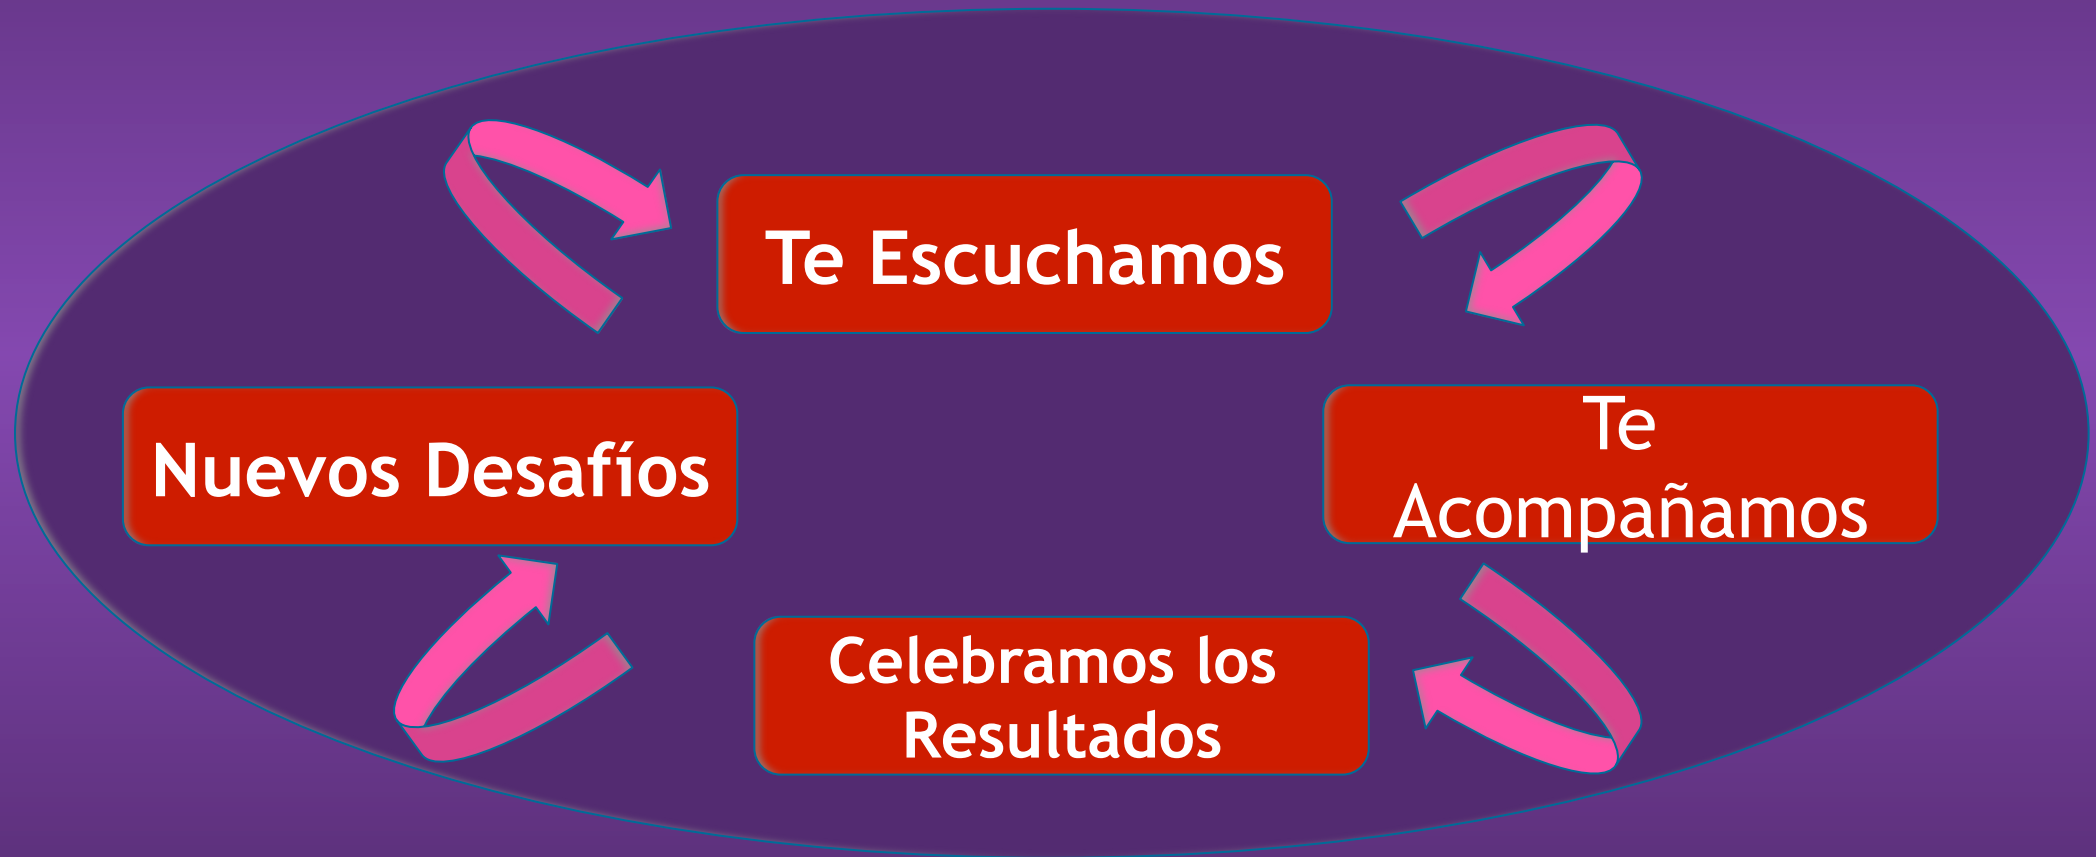 Te Escuchamos
Nuevos Desafíos
Te
Acompañamos
Celebramos los
Resultados